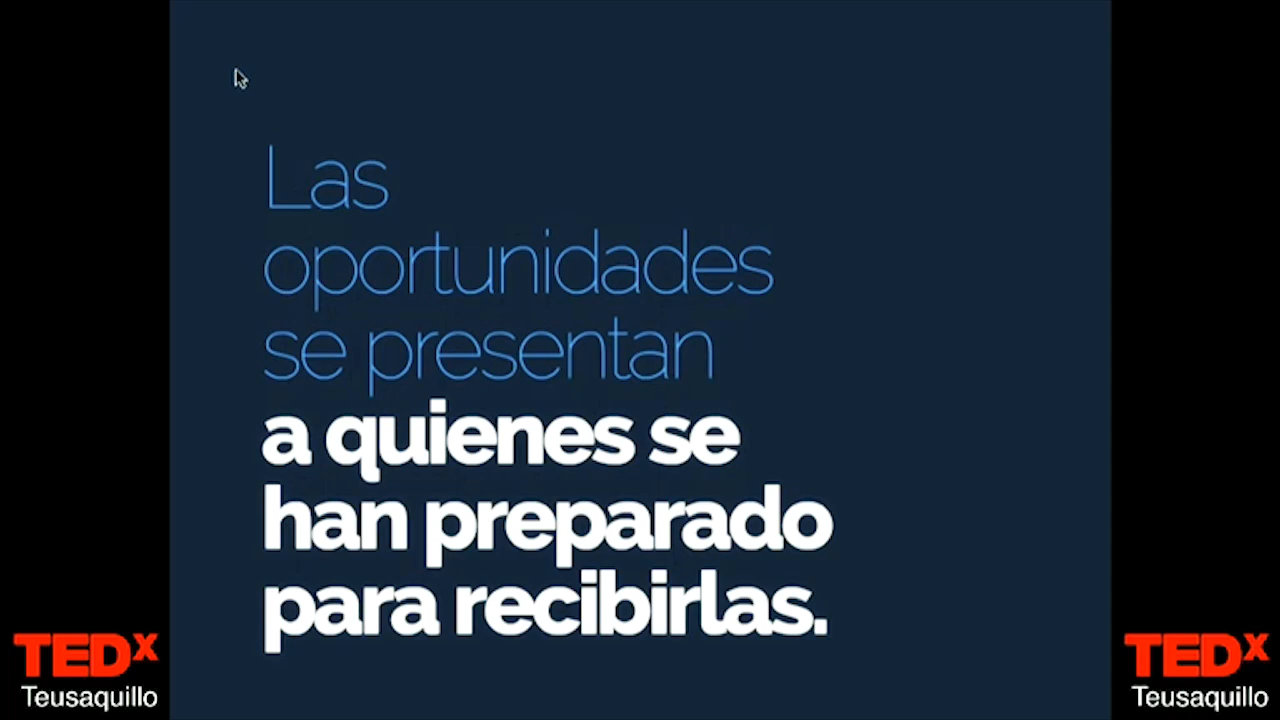 Las
oportunidades
se presentan
a quienes se
han preparado
para recibirlas.
TEDx
Teusaquillo
TEDx
Teusaquillo